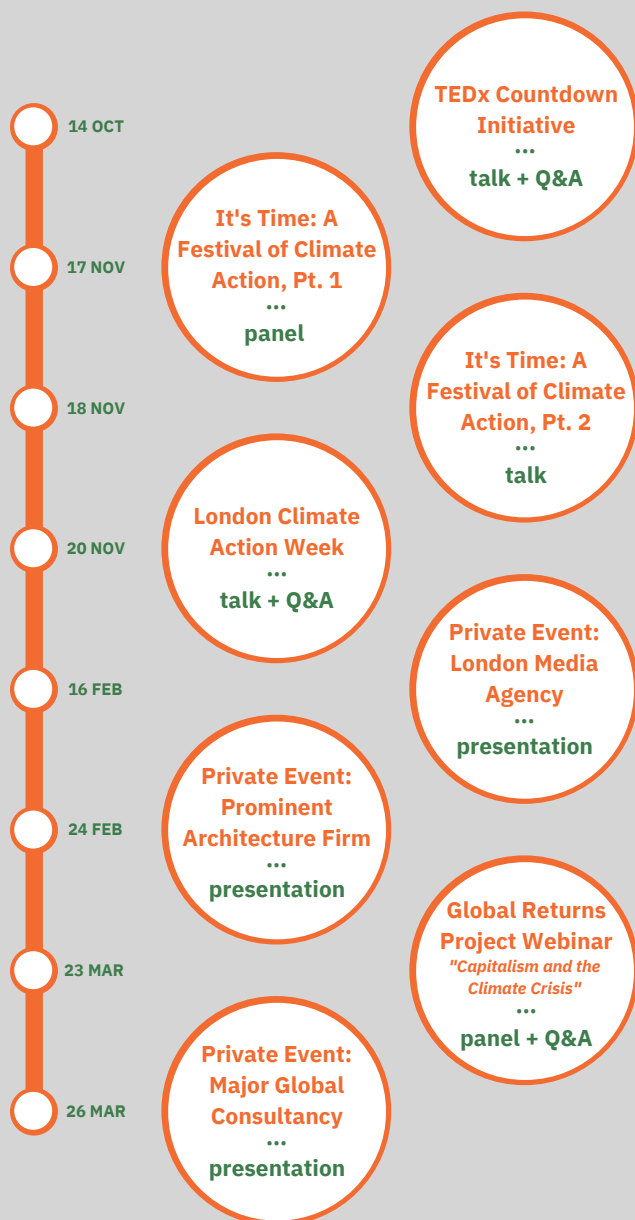 14 OCT
TEDx Countdown
Initiative
...
talk + Q&A
17 NOV
It's Time: A
Festival of Climate
Action, Pt. 1
...
panel
18 NOV
It's Time: A
Festival of Climate
Action, Pt. 2
...
talk
20 NOV
London Climate
Action Week
...
talk + Q&A
16 FEB
Private Event:
London Media
Agency
...
presentation
24 FEB
Private Event:
Prominent
Architecture Firm
...
presentation
23 MAR
Global Returns
Project Webinar
"Capitalism and the
Climate Crisis"
...
panel + Q&A
26 MAR
Private Event:
Major Global
Consultancy
...
presentation